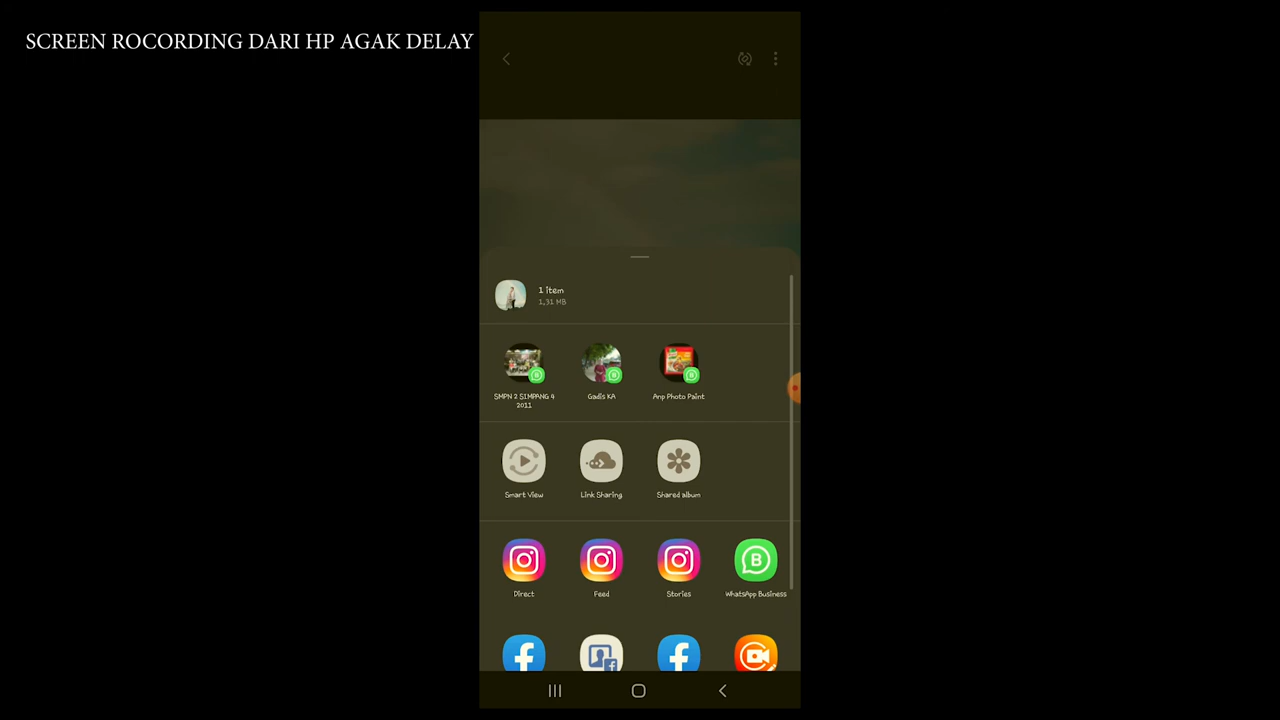 SCREEN ROCORDING DARI HP AGAK DELAY
1 item
1,31 MB
SMPN 2 SIMPANG 4
2011
Gadis KA
Anp Photo Paint
Smart View
Link Sharing
Shared album
Direct
Feed
Stories
WhatsApp Business